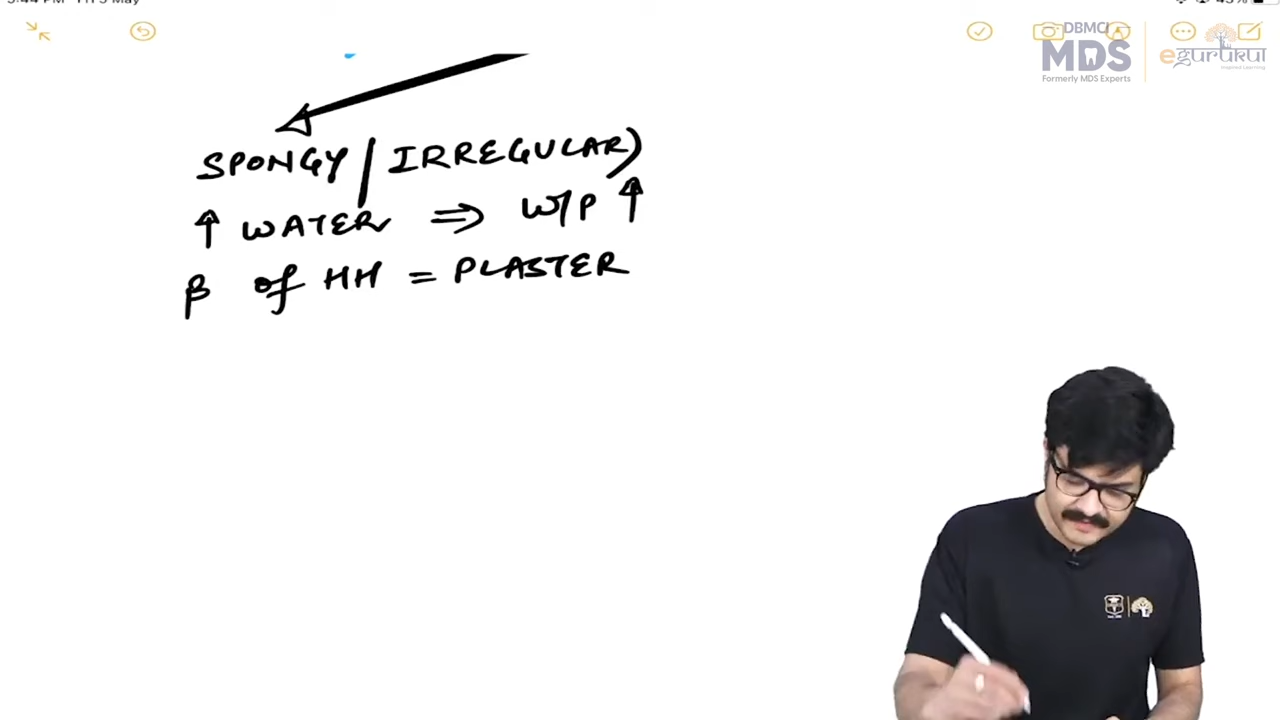 DBMCI
MDS
Formerly MDS Experts
egurukul
SPONGY / IRREGULAR)
↑ WATER ⇒ W/P ↑
β of HH = PLASTER